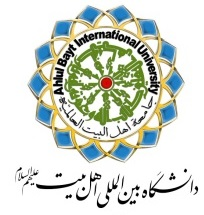 Ahlul Bayt International University
جامعة اهل البيت العالمية
دانشگاه بین المللی اهل بیت علیهم السلام